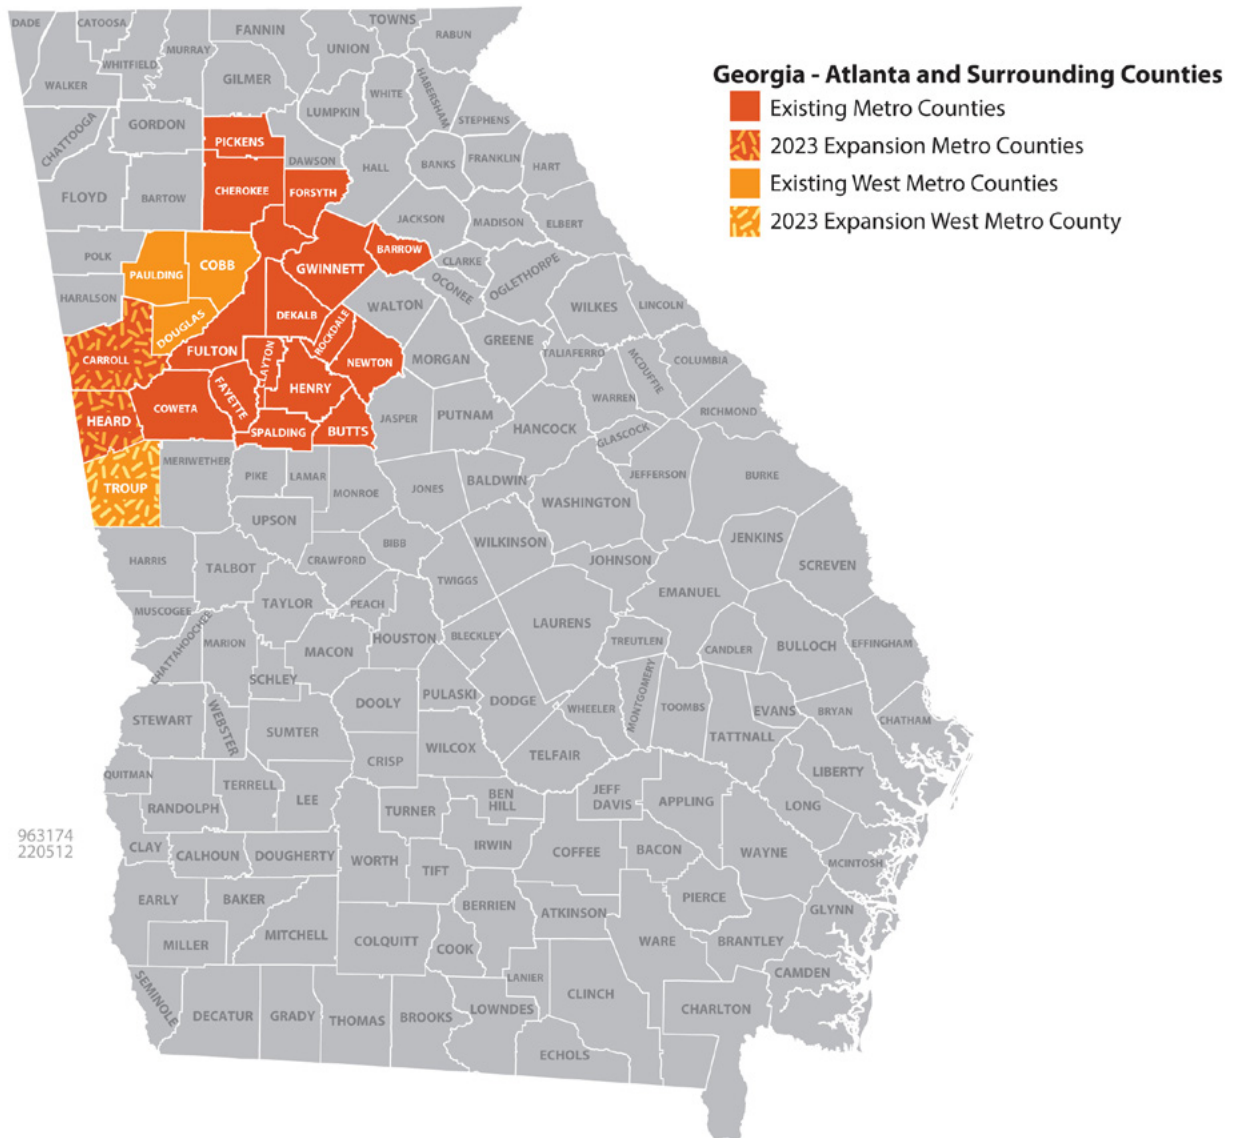 Georgia - Atlanta and Surrounding Counties
Existing Metro Counties
2023 Expansion Metro Counties
Existing West Metro Counties
2023 Expansion West Metro County
DADE
CATOOSA
FANNIN
TOWNS
RABUN
UNION
MURRAY
WHITFIELD
WALKER
GILMER
WHITE
HABERSHAM
LUMPKIN
STEPHENS
GORDON
CHATTOOGA
PICKENS
DAWSON
HALL
BANKS
FRANKLIN
HART
FLOYD
BARTOW
CHEROKEE
FORSYTH
JACKSON
MADISON
ELBERT
POLK
PAULDING
COBB
GWINNETT
BARROW
CLARKE
OCONEE
OGLETHORPE
HARALSON
DOUGLAS
DEKALB
ROCKDALE
WALTON
WILKES
LINCOLN
CARROLL
FULTON
CLAYTON
NEWTON
MORGAN
GREENE
TALIAFERRO
MCDUFFIE
COLUMBIA
HEARD
COWETA
FAYETTE
HENRY
SPALDING
BUTTS
JASPER
PUTNAM
HANCOCK
WARREN
GLASCOCK
RICHMOND
TROUP
MERIWETHER
PIKE
LAMAR
MONROE
JONES
BALDWIN
WASHINGTON
JEFFERSON
BURKE
UPSON
HARRIS
TALBOT
CRAWFORD
BIBB
WILKINSON
JOHNSON
JENKINS
SCREVEN
TWIGGS
EMANUEL
MUSCOGEE
TAYLOR
PEACH
CHATTAHOOCHEE
MARION
MACON
HOUSTON
BLECKLEY
LAURENS
TREUTLEN
CANDLER
BULLOCH
EFFINGHAM
SCHLEY
STEWART
WEBSTER
SUMTER
DOOLY
PULASKI
DODGE
WHEELER
MONTGOMERY
TOOMBS
TATTNALL
EVANS
BRYAN
CHATHAM
CRISP
WILCOX
TELFAIR
LIBERTY
QUITMAN
RANDOLPH
TERRELL
LEE
TURNER
BEN
HILL
JEFF
DAVIS
APPLING
LONG
963174
220512
CLAY
CALHOUN
DOUGHERTY
WORTH
TIFT
IRWIN
COFFEE
BACON
WAYNE
MCINTOSH
EARLY
BAKER
BERRIEN
ATKINSON
PIERCE
GLYNN
MILLER
MITCHELL
COLQUITT
COOK
WARE
BRANTLEY
SEMINOLE
DECATUR
GRADY
THOMAS
BROOKS
LOWNDES
LANIER
CLINCH
CHARLTON
CAMDEN
ECHOLS